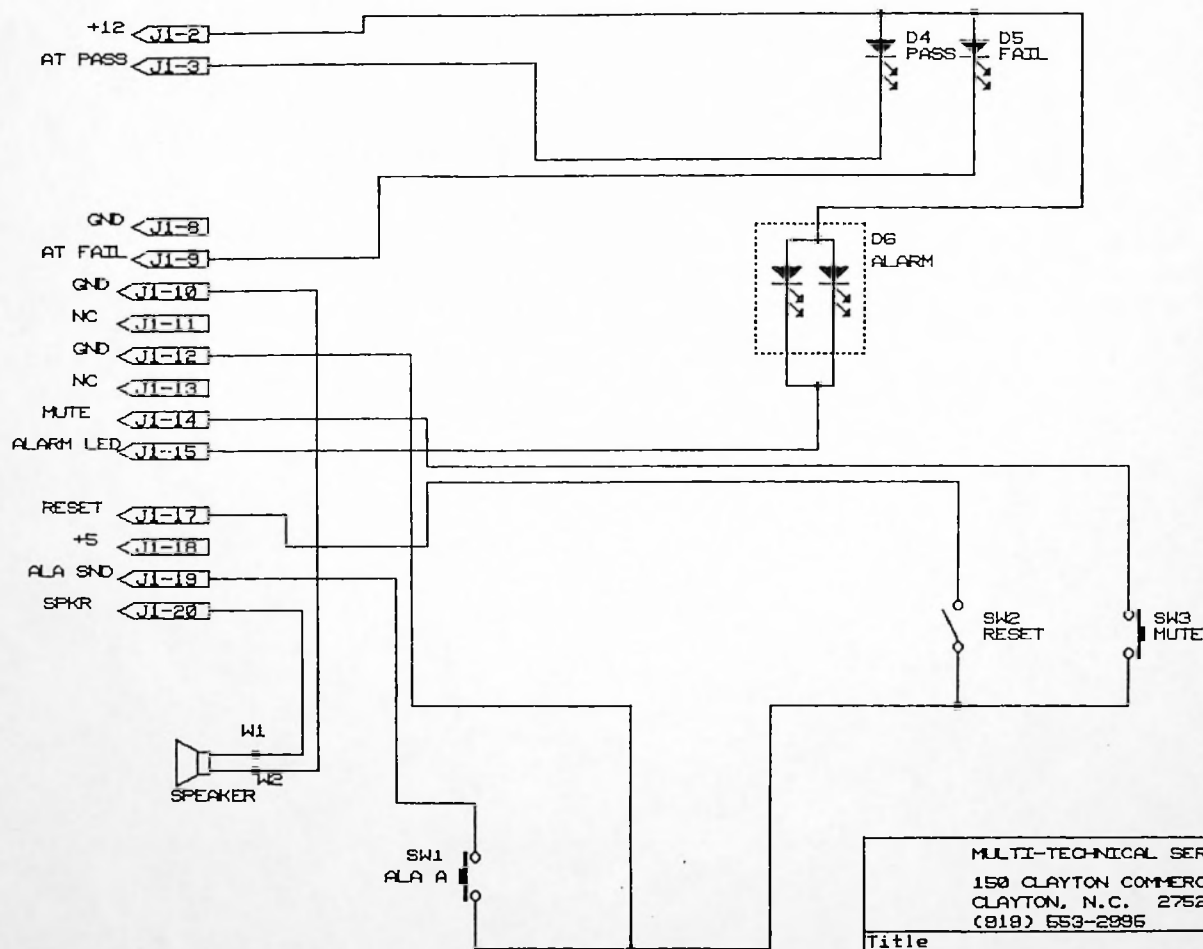 +12 J1-2
AT PASS J1-3
D4
PASS
D5
FAIL
GND J1-8
AT FAIL J1-9
GND J1-10
NC J1-11
GND J1-12
NC J1-13
MUTE J1-14
ALARM LED J1-15
D6
ALARM
RESET J1-17
+5 J1-18
ALA SND J1-19
SPKR J1-20
SW2
RESET
SW3
MUTE
W1
W2
SPEAKER
SW1
ALA A
MULTI-TECHNICAL SER
150 CLAYTON COMMERC
CLAYTON, N.C. 2752
(919) 553-2995
Title